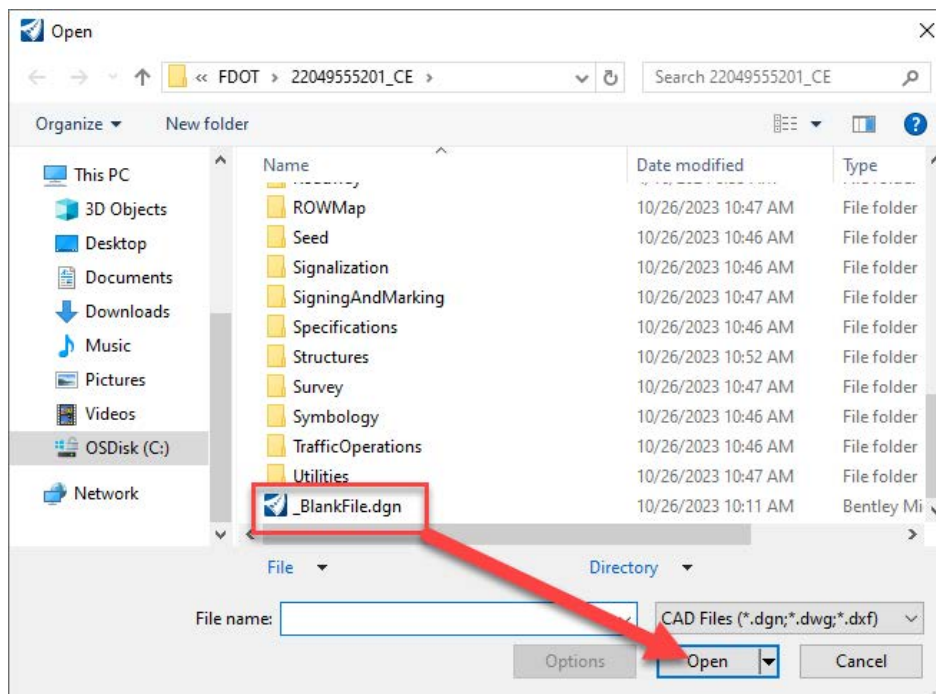 Open
« FDOT > 22049555201_CE >
Search 22049555201_CE
Organize
New folder
Name Date modified Type
This PC
3D Objects
Desktop
Documents
Downloads
Music
Pictures
Videos
OSDisk (C:)
Network
ROWMap 10/26/2023 10:47 AM File folder
Seed 10/26/2023 10:46 AM File folder
Signalization 10/26/2023 10:46 AM File folder
SigningAndMarking 10/26/2023 10:47 AM File folder
Specifications 10/26/2023 10:46 AM File folder
Structures 10/26/2023 10:52 AM File folder
Survey 10/26/2023 10:47 AM File folder
Symbology 10/26/2023 10:46 AM File folder
TrafficOperations 10/26/2023 10:46 AM File folder
Utilities 10/26/2023 10:47 AM File folder
_BlankFile.dgn 10/26/2023 10:11 AM Bentley Mi
File Directory
File name:
CAD Files (*.dgn;*.dwg;*.dxf)
Options Open Cancel